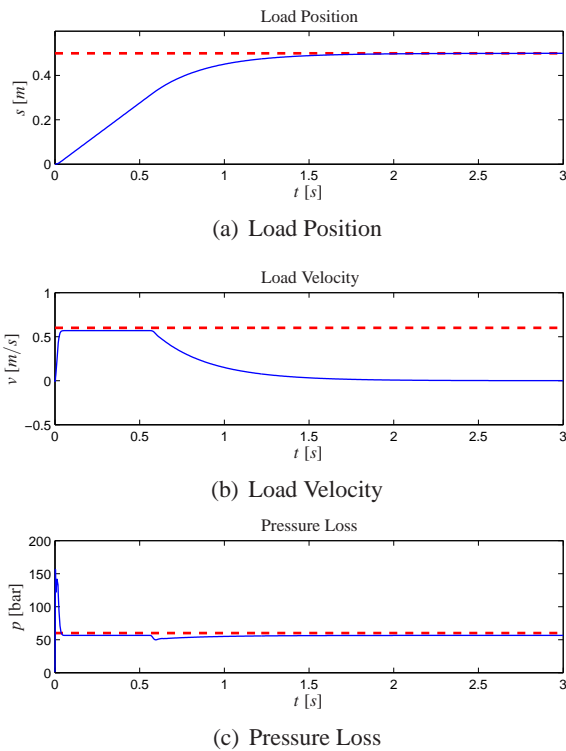 Load Position
s [m]
0.4
0.2
0
0 0.5 1 1.5 2 2.5 3
t [s]
(a) Load Position
Load Velocity
v [m/s]
1
0.5
0
−0.5
0 0.5 1 1.5 2 2.5 3
t [s]
(b) Load Velocity
Pressure Loss
p [bar]
200
150
100
50
0
0 0.5 1 1.5 2 2.5 3
t [s]
(c) Pressure Loss